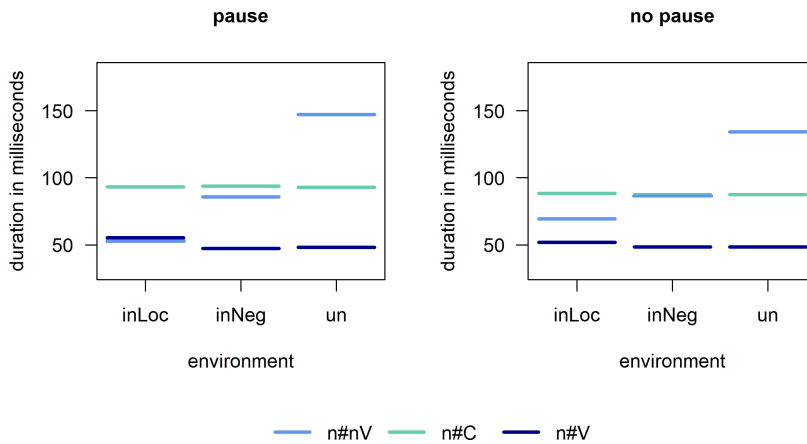 pause
no pause
duration in milliseconds
150
100
50
inLoc inNeg un
environment
duration in milliseconds
150
100
50
inLoc inNeg un
environment
n#nV n#C n#V